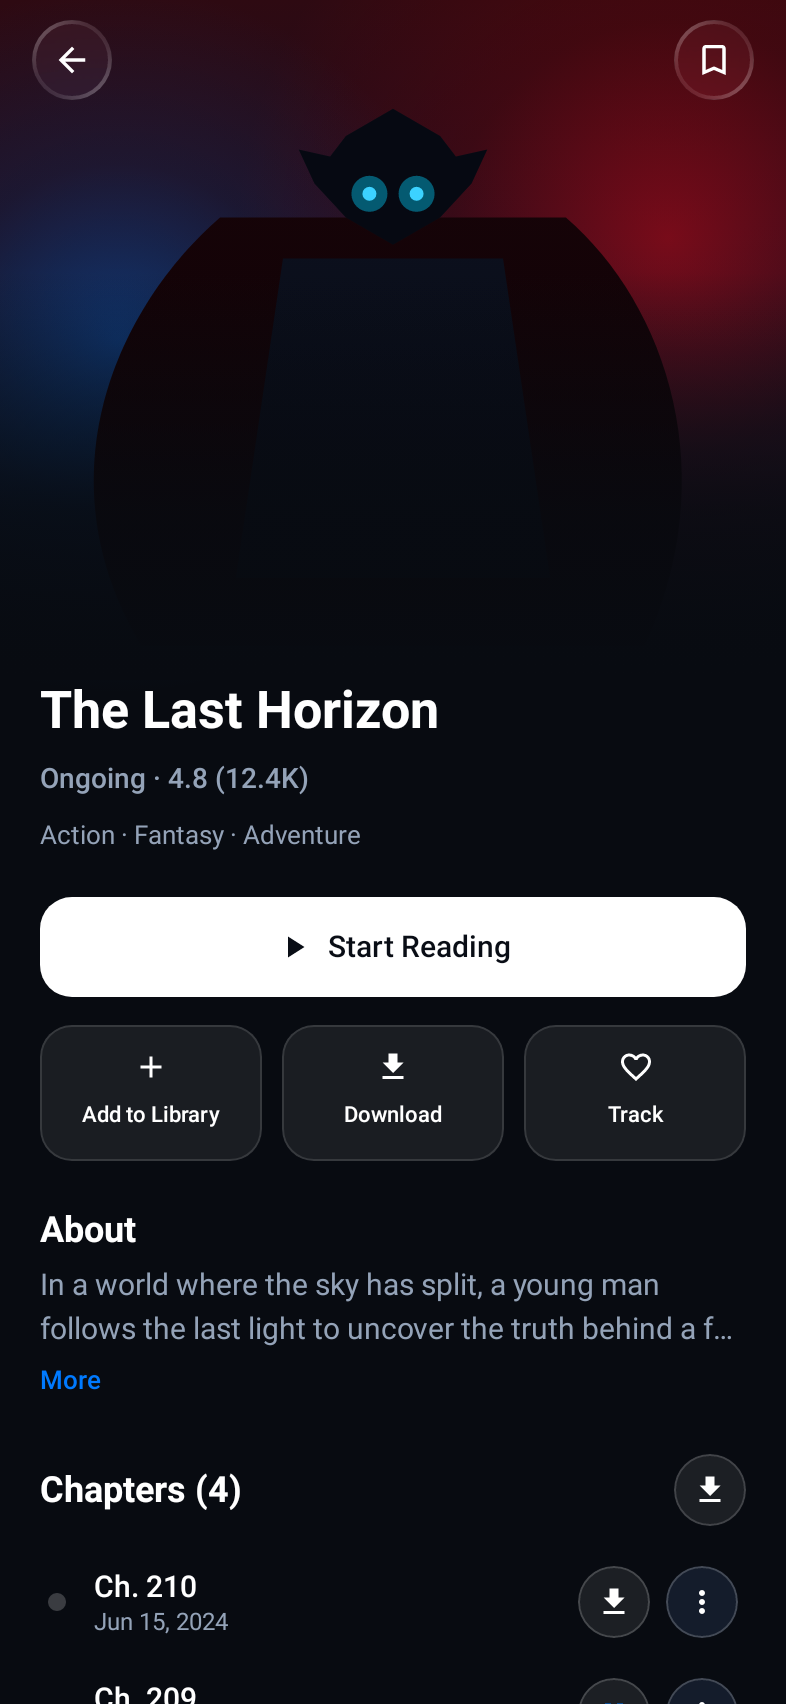 The Last Horizon
Ongoing · 4.8 (12.4K)
Action · Fantasy · Adventure
Start Reading
Add to Library
Download
Track
About
In a world where the sky has split, a young man
follows the last light to uncover the truth behind a f…
More
Chapters (4)
Ch. 210
Jun 15, 2024
Ch. 209